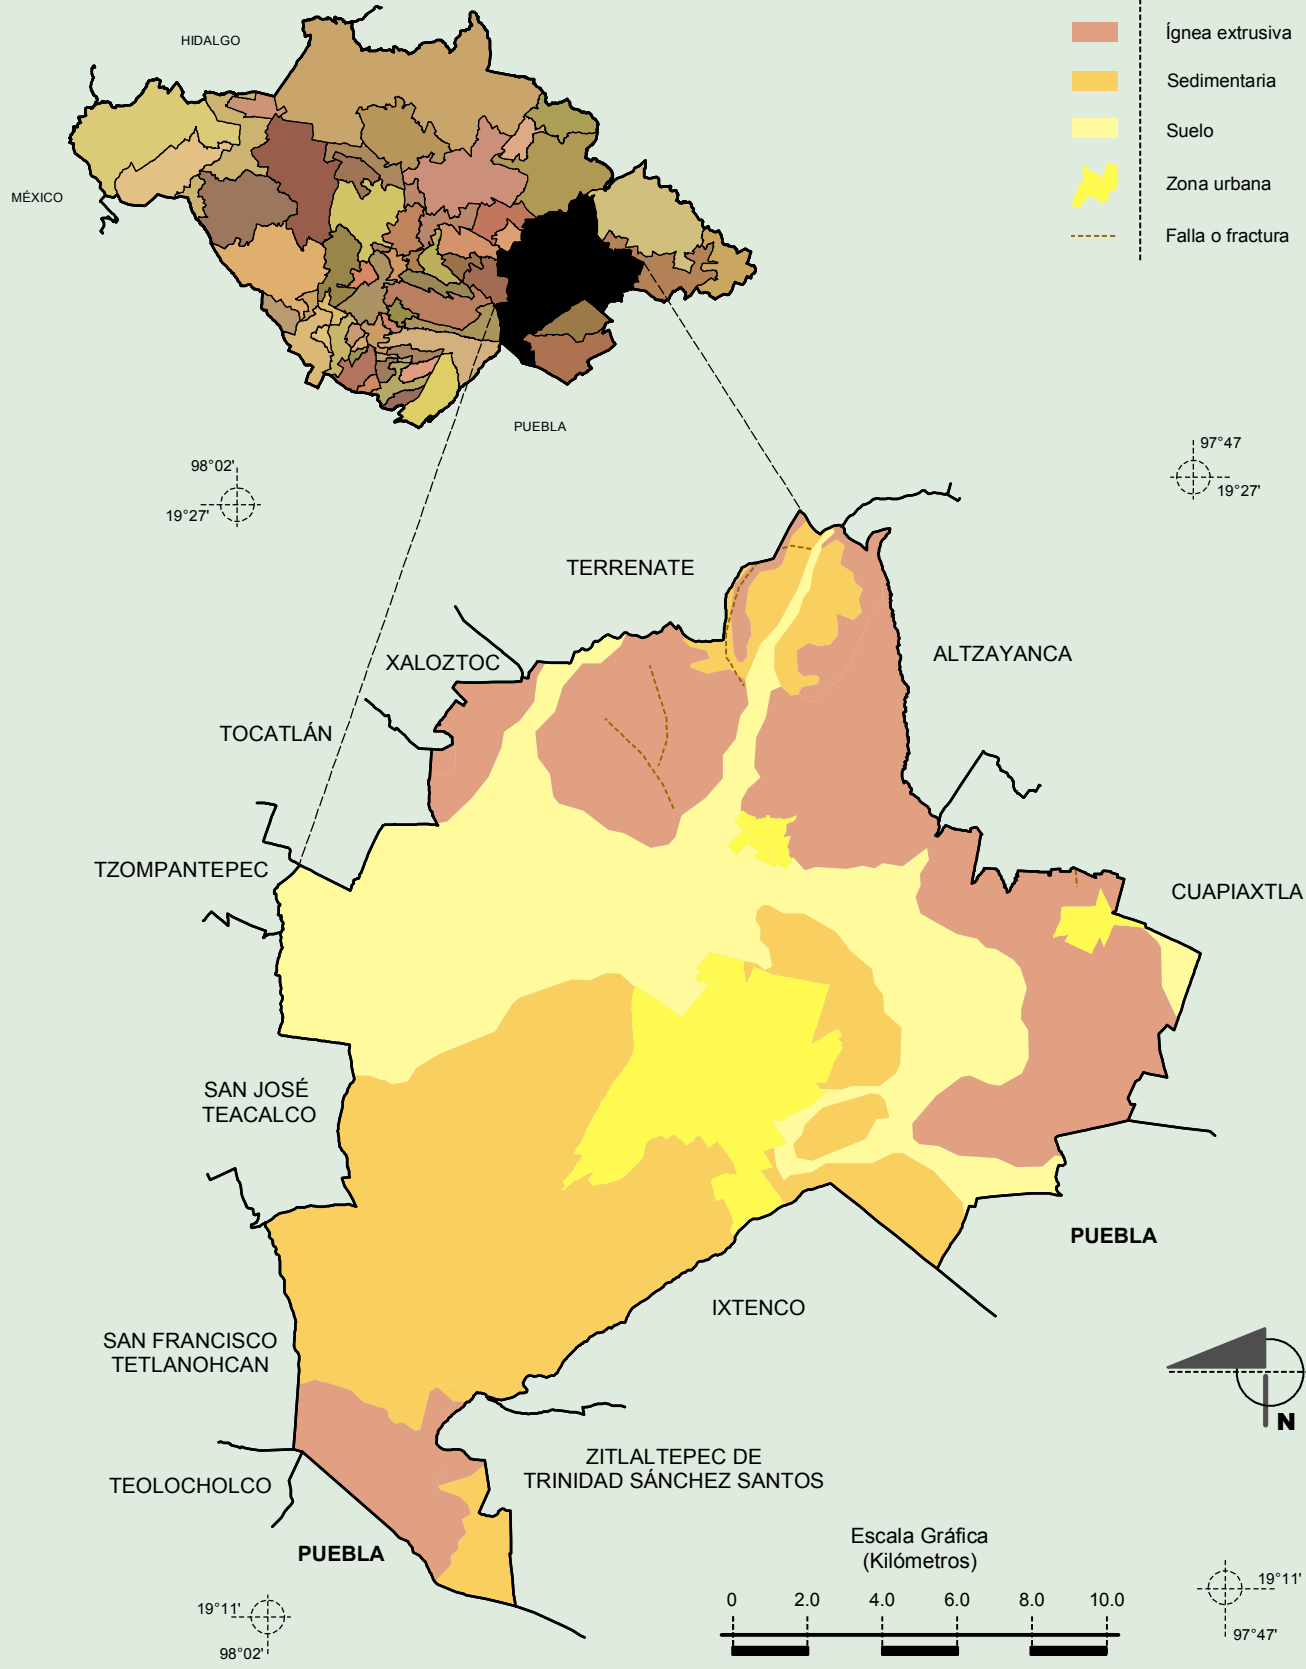 HIDALGO
MÉXICO
PUEBLA
Ígnea extrusiva
Sedimentaria
Suelo
Zona urbana
Falla o fractura
98°02'
19°27'
97°47
19°27'
TERRENATE
XALOZTOC
ALTZAYANCA
TOCATLÁN
TZOMPANTEPEC
CUAPIAXTLA
SAN JOSÉ
TEACALCO
PUEBLA
IXTENCO
SAN FRANCISCO
TETLANOHCAN
N
ZITLALTEPEC DE
TRINIDAD SÁNCHEZ SANTOS
TEOLOCHOLCO
PUEBLA
Escala Gráfica
(Kilómetros)
0 2.0 4.0 6.0 8.0 10.0
19°11'
98°02'
19°11'
97°47'